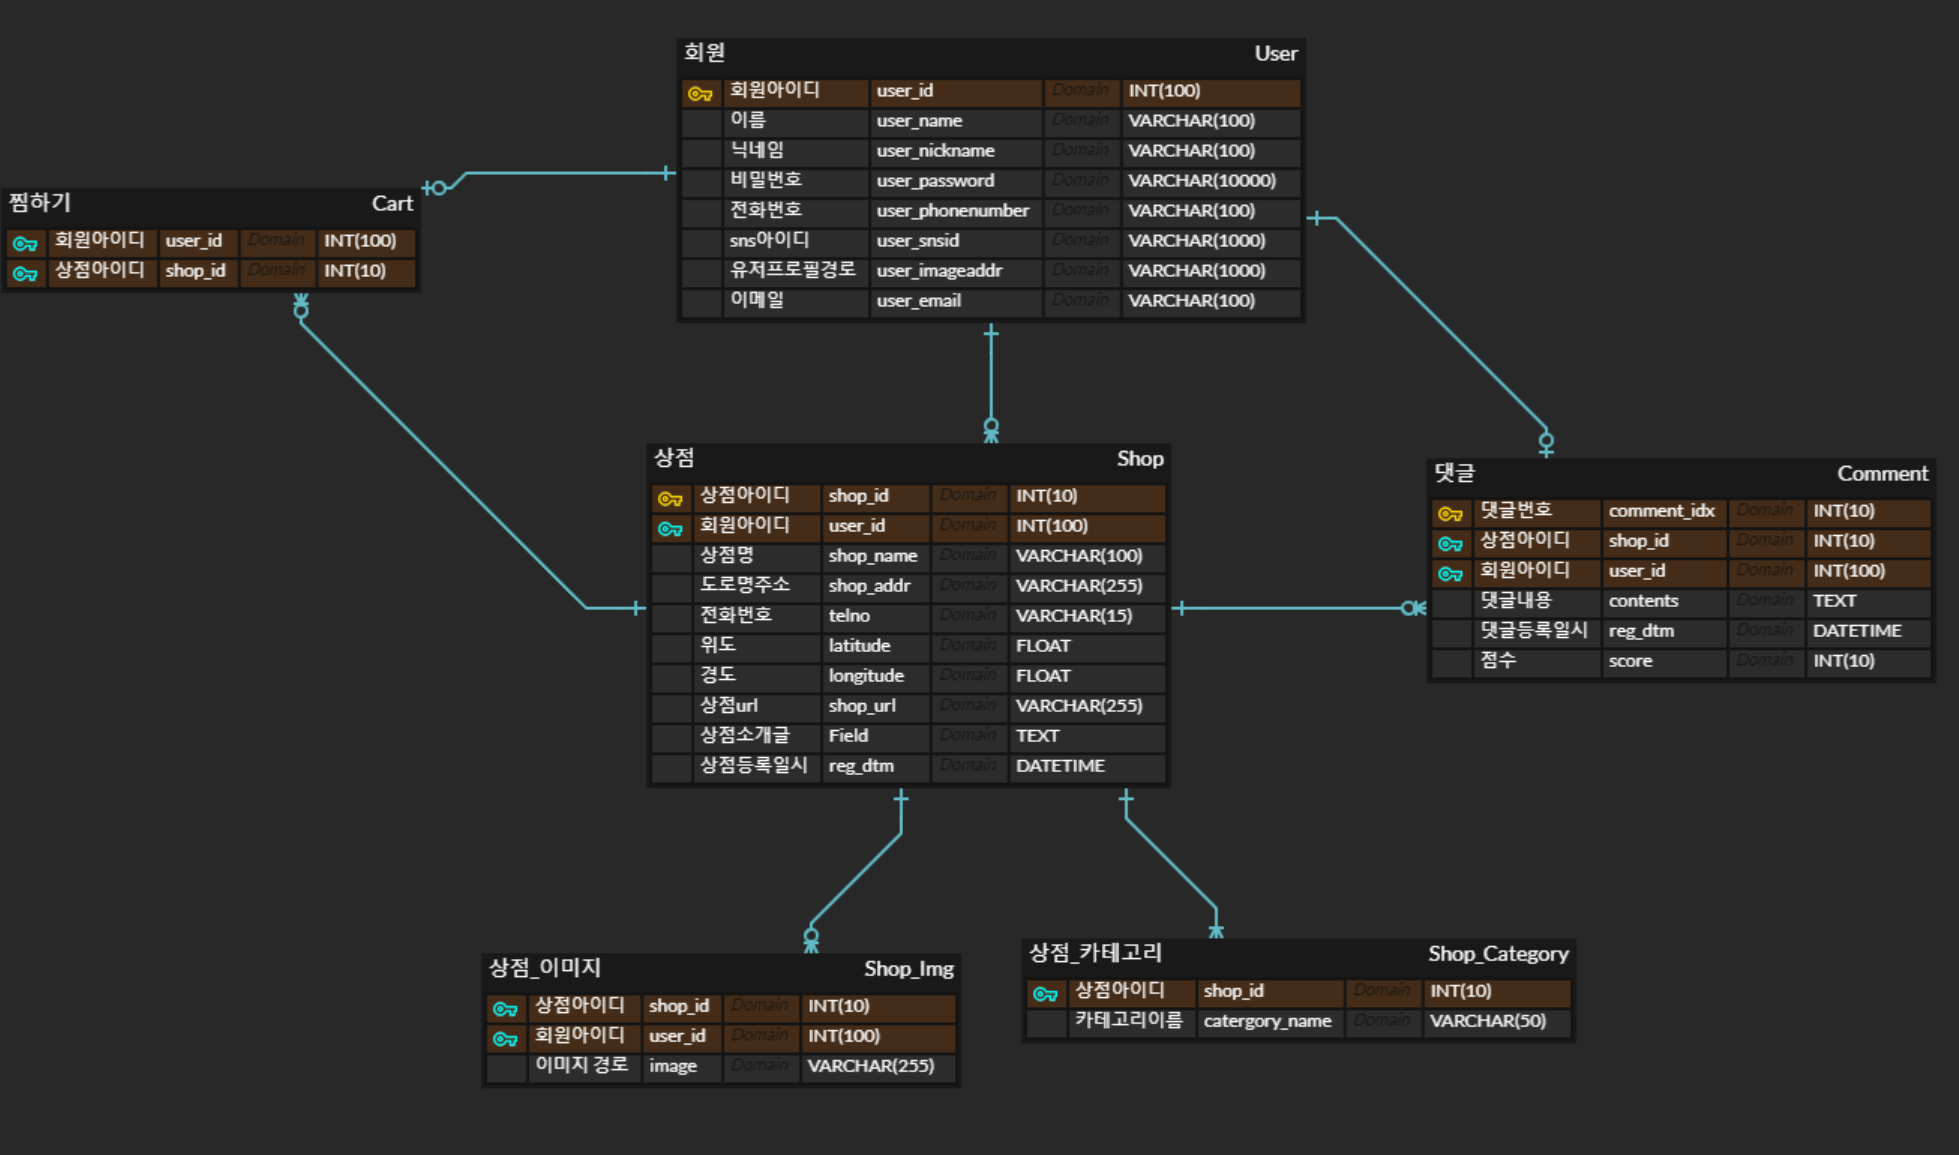 회원 User
회원아이디 user_id Domain INT(100)
이름 user_name Domain VARCHAR(100)
닉네임 user_nickname Domain VARCHAR(100)
비밀번호 user_password Domain VARCHAR(10000)
전화번호 user_phonenumber Domain VARCHAR(100)
sns아이디 user_snsid Domain VARCHAR(1000)
유저프로필경로 user_imageaddr Domain VARCHAR(1000)
이메일 user_email Domain VARCHAR(100)
찜하기 Cart
회원아이디 user_id Domain INT(100)
상점아이디 shop_id Domain INT(10)
상점 Shop
상점아이디 shop_id Domain INT(10)
회원아이디 user_id Domain INT(100)
상점명 shop_name Domain VARCHAR(100)
도로명주소 shop_addr Domain VARCHAR(255)
전화번호 telno Domain VARCHAR(15)
위도 latitude Domain FLOAT
경도 longitude Domain FLOAT
상점url shop_url Domain VARCHAR(255)
상점소개글 Field Domain TEXT
상점등록일시 reg_dtm Domain DATETIME
댓글 Comment
댓글번호 comment_idx Domain INT(10)
상점아이디 shop_id Domain INT(10)
회원아이디 user_id Domain INT(100)
댓글내용 contents Domain TEXT
댓글등록일시 reg_dtm Domain DATETIME
점수 score Domain INT(10)
상점_이미지 Shop_Img
상점아이디 shop_id Domain INT(10)
회원아이디 user_id Domain INT(100)
이미지 경로 image Domain VARCHAR(255)
상점_카테고리 Shop_Category
상점아이디 shop_id Domain INT(10)
카테고리이름 catergory_name Domain VARCHAR(50)